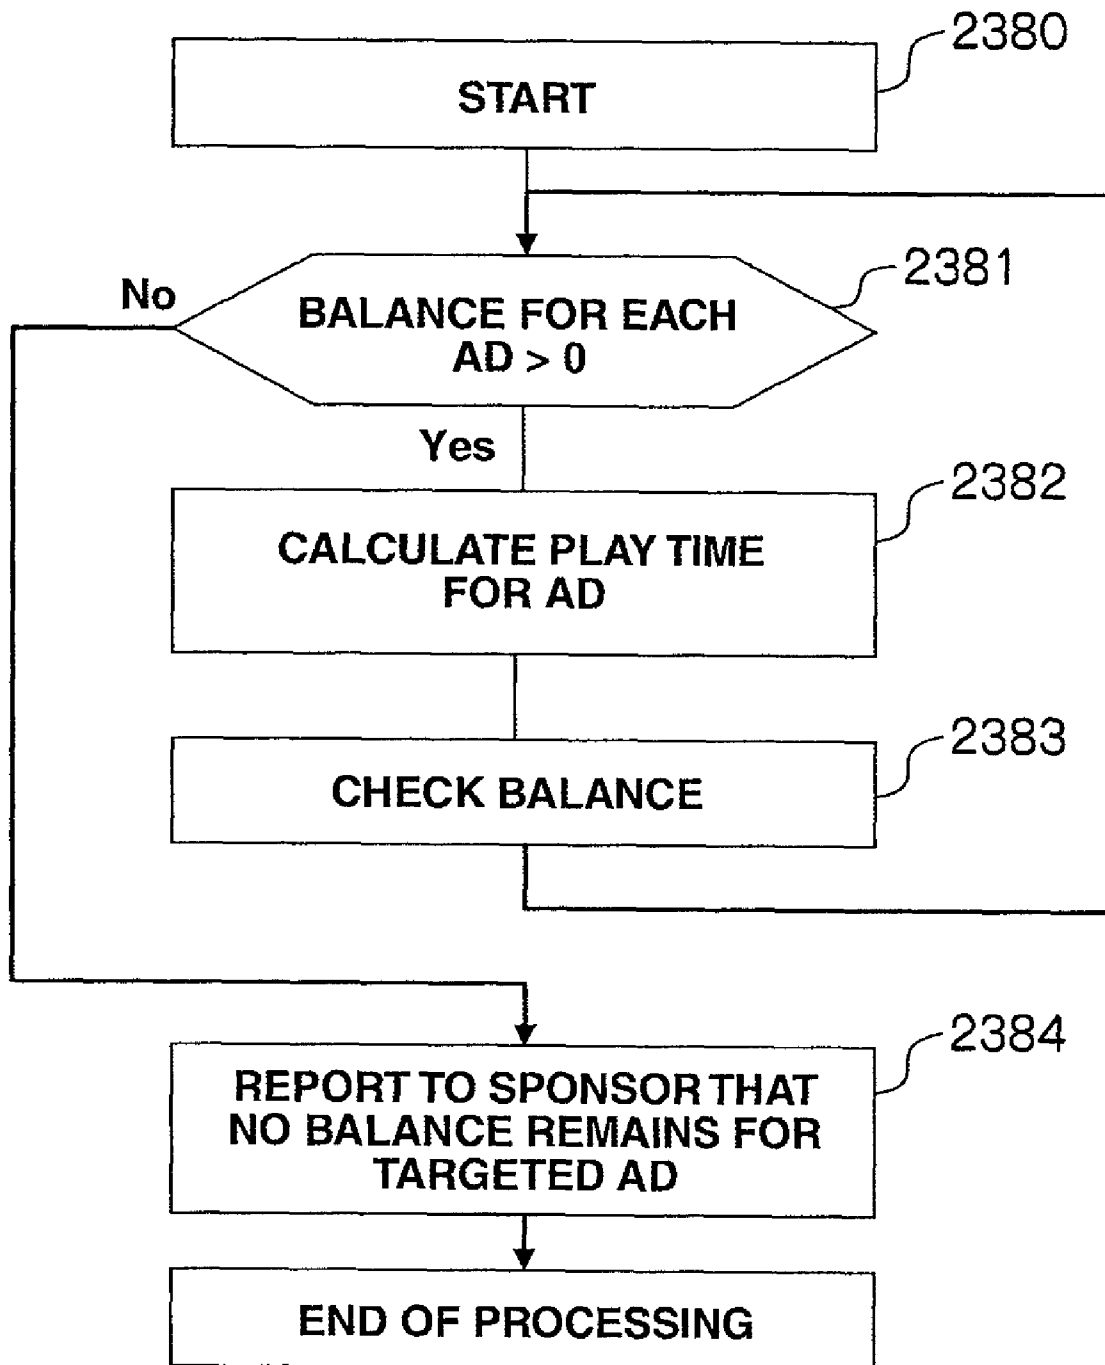 2380
START
2381
No
BALANCE FOR EACH
AD > 0
Yes
2382
CALCULATE PLAY TIME
FOR AD
2383
CHECK BALANCE
2384
REPORT TO SPONSOR THAT
NO BALANCE REMAINS FOR
TARGETED AD
END OF PROCESSING